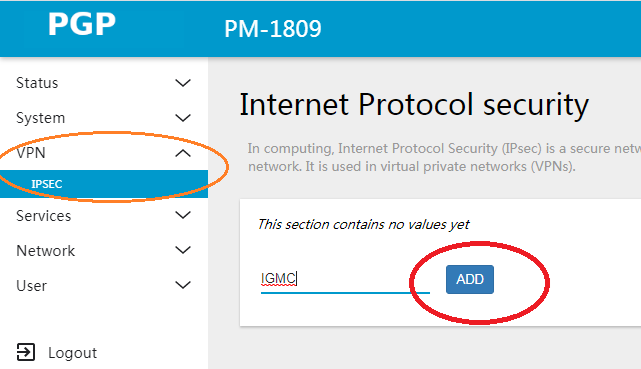 PGP
PM-1809
Status
System
VPN
IPSEC
Services
Network
User
Logout
Internet Protocol security
In computing, Internet Protocol Security (IPsec) is a secure netw
network. It is used in virtual private networks (VPNs).
This section contains no values yet
IGMC
ADD